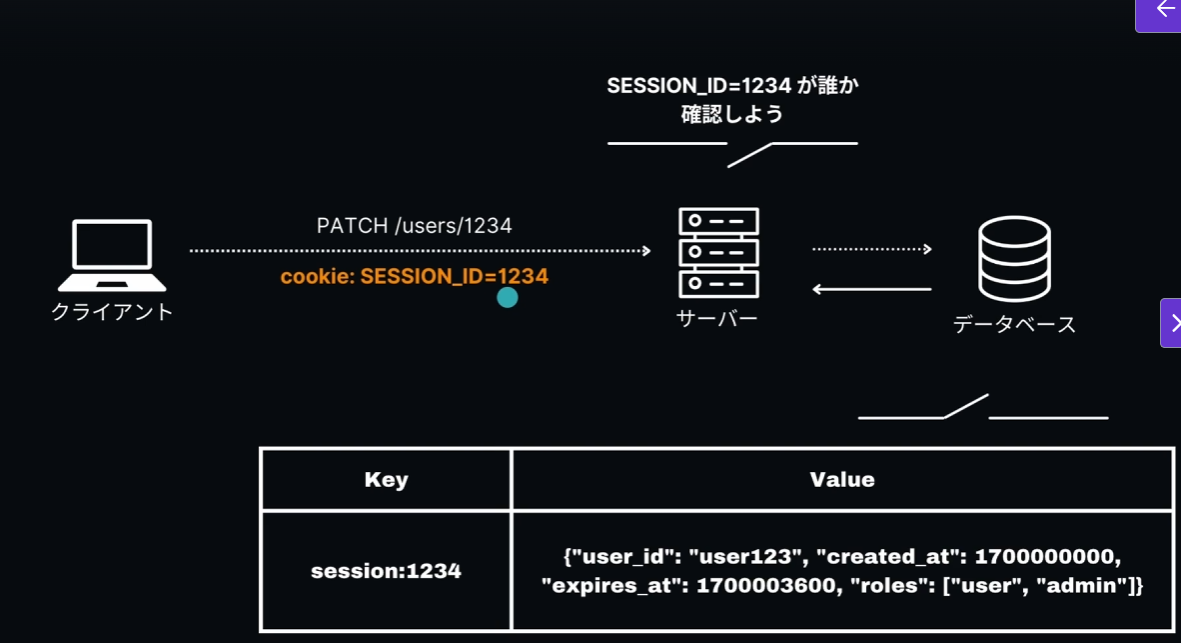 SESSION_ID=1234 が誰か
確認しよう
PATCH /users/1234
cookie: SESSION_ID=1234
クライアント
サーバー
データベース
Key
Value
session:1234
{"user_id": "user123", "created_at": 1700000000,
"expires_at": 1700003600, "roles": ["user", "admin"]}